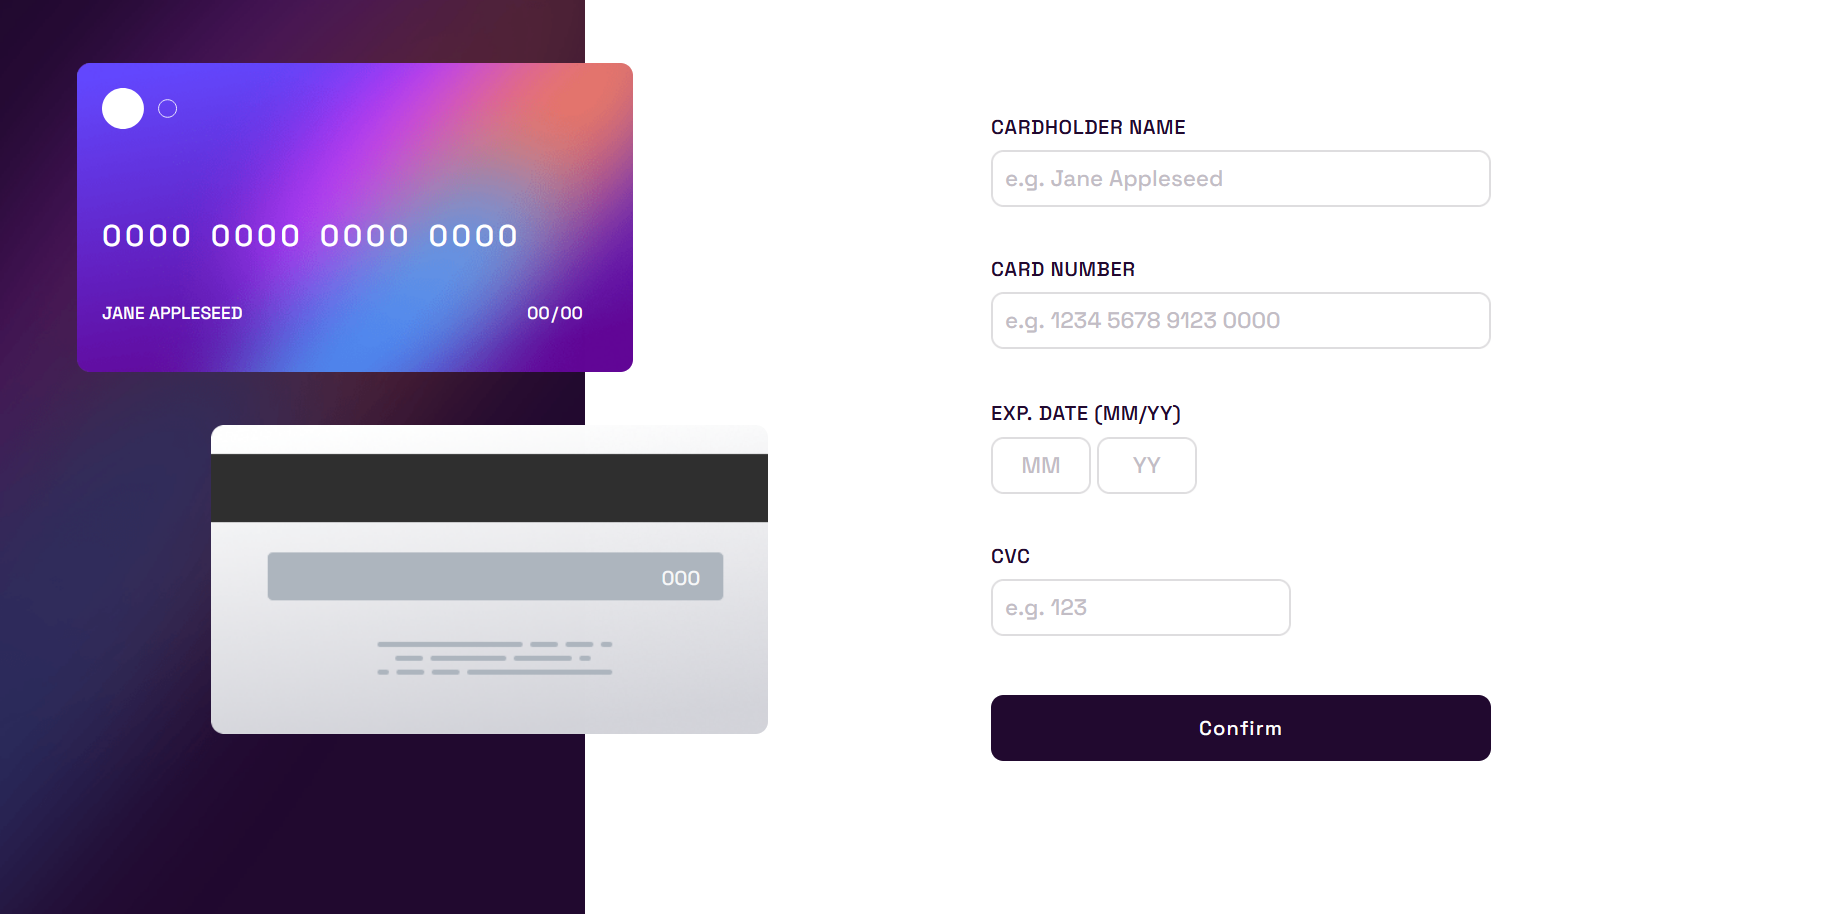 0000 0000 0000 0000
JANE APPLESEED 00/00
000
CARDHOLDER NAME
e.g. Jane Appleseed
CARD NUMBER
e.g. 1234 5678 9123 0000
EXP. DATE (MM/YY)
MM YY
CVC
e.g. 123
Confirm